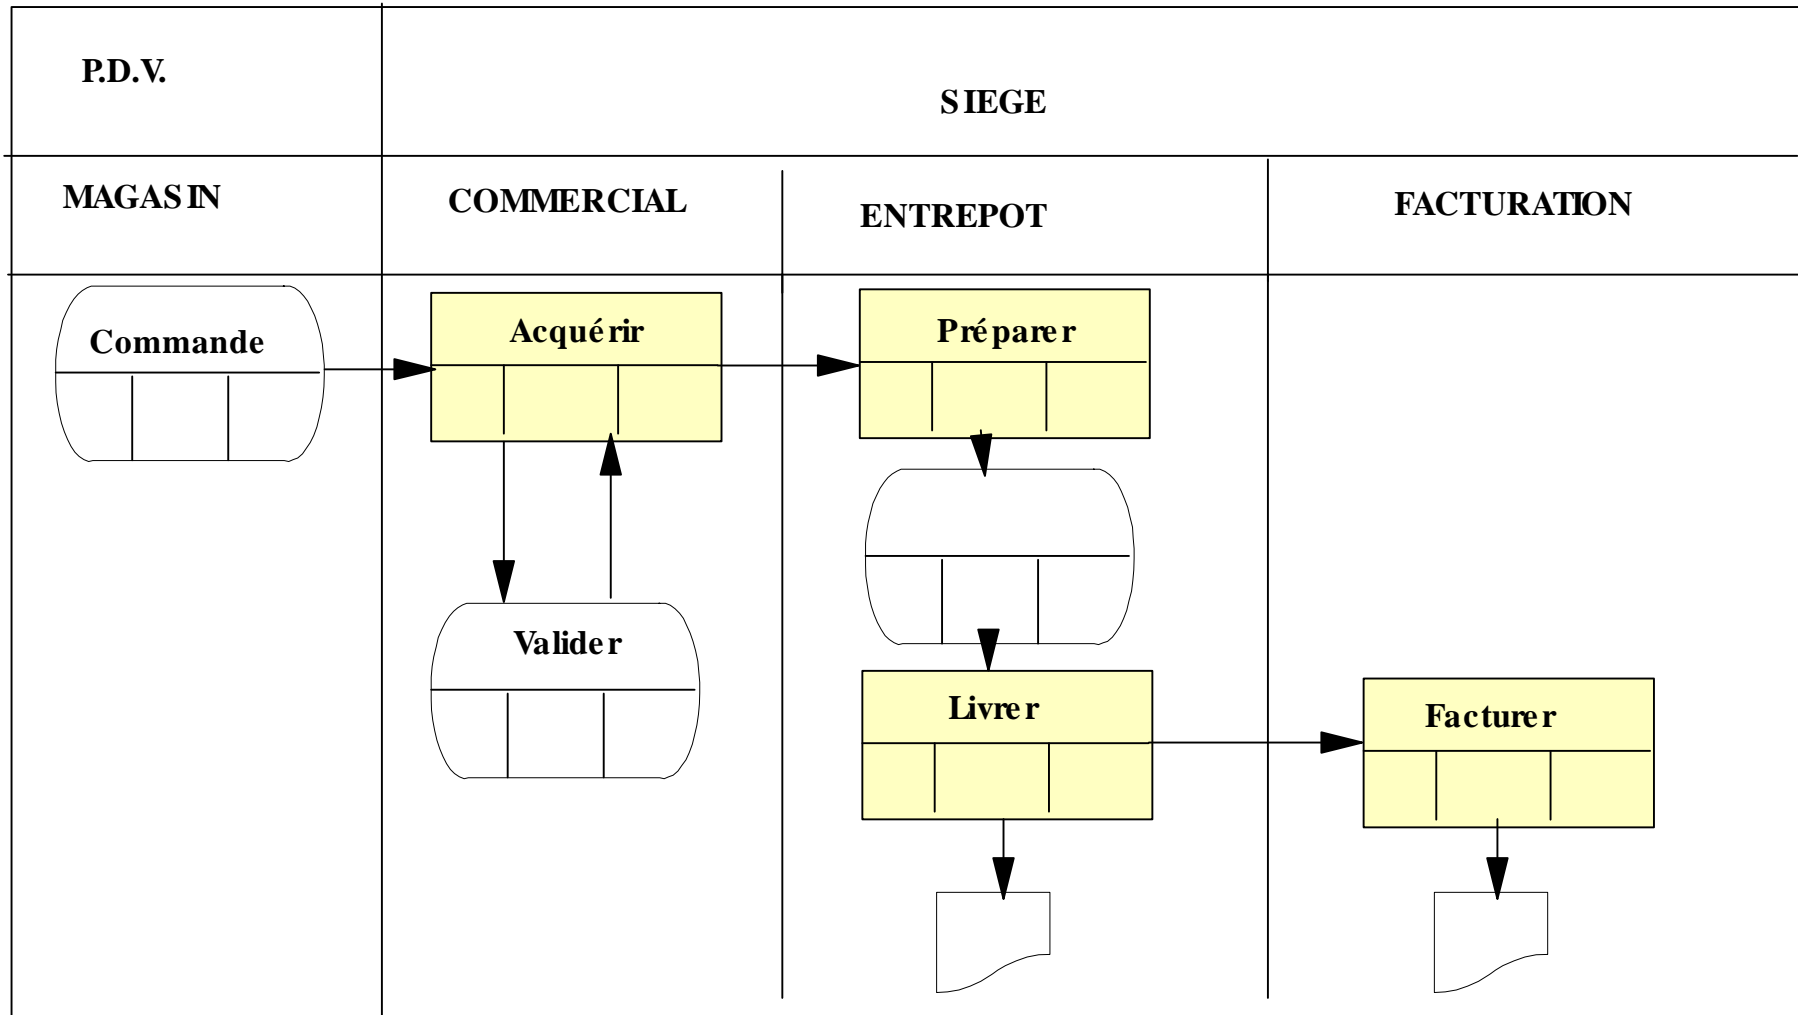 P.D.V.
SIEGE
MAGASIN
COMMERCIAL
ENTREPOT
FACTURATION
Commande
Acquérir
Préparer
Valider
Livrer
Facturer